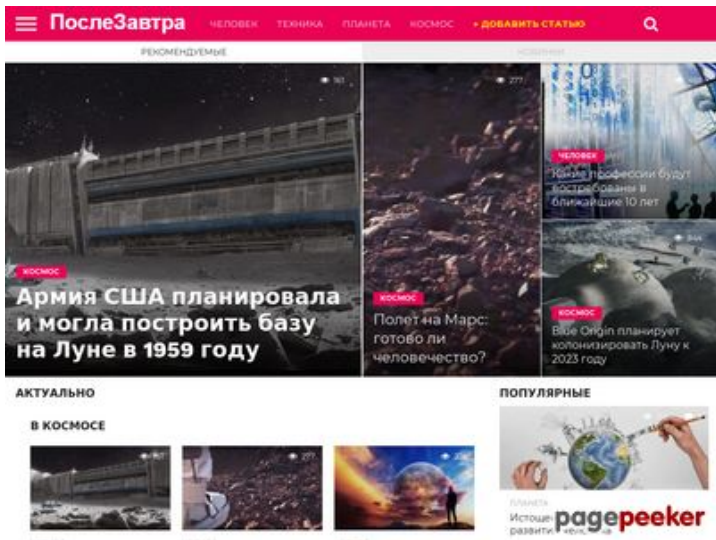 ПослеЗавтра
ЧЕЛОВЕК ТЕХНИКА ПЛАНЕТА КОСМОС + ДОБАВИТЬ СТАТЬЮ
РЕКОМЕНДУЕМЫЕ
НОВИНКИ
КОСМОС
Армия США планировала
и могла построить базу
на Луне в 1959 году
277
КОСМОС
Полет на Марс:
готово ли
человечество?
ЧЕЛОВЕК
Какие профессии будут
востребованы в
ближайшие 10 лет
КОСМОС
Blue Origin планирует
колонизировать Луну к
2023 году
АКТУАЛЬНО
В КОСМОСЕ
277
ПОПУЛЯРНЫЕ
ПЛАНЕТА
pagepeeker